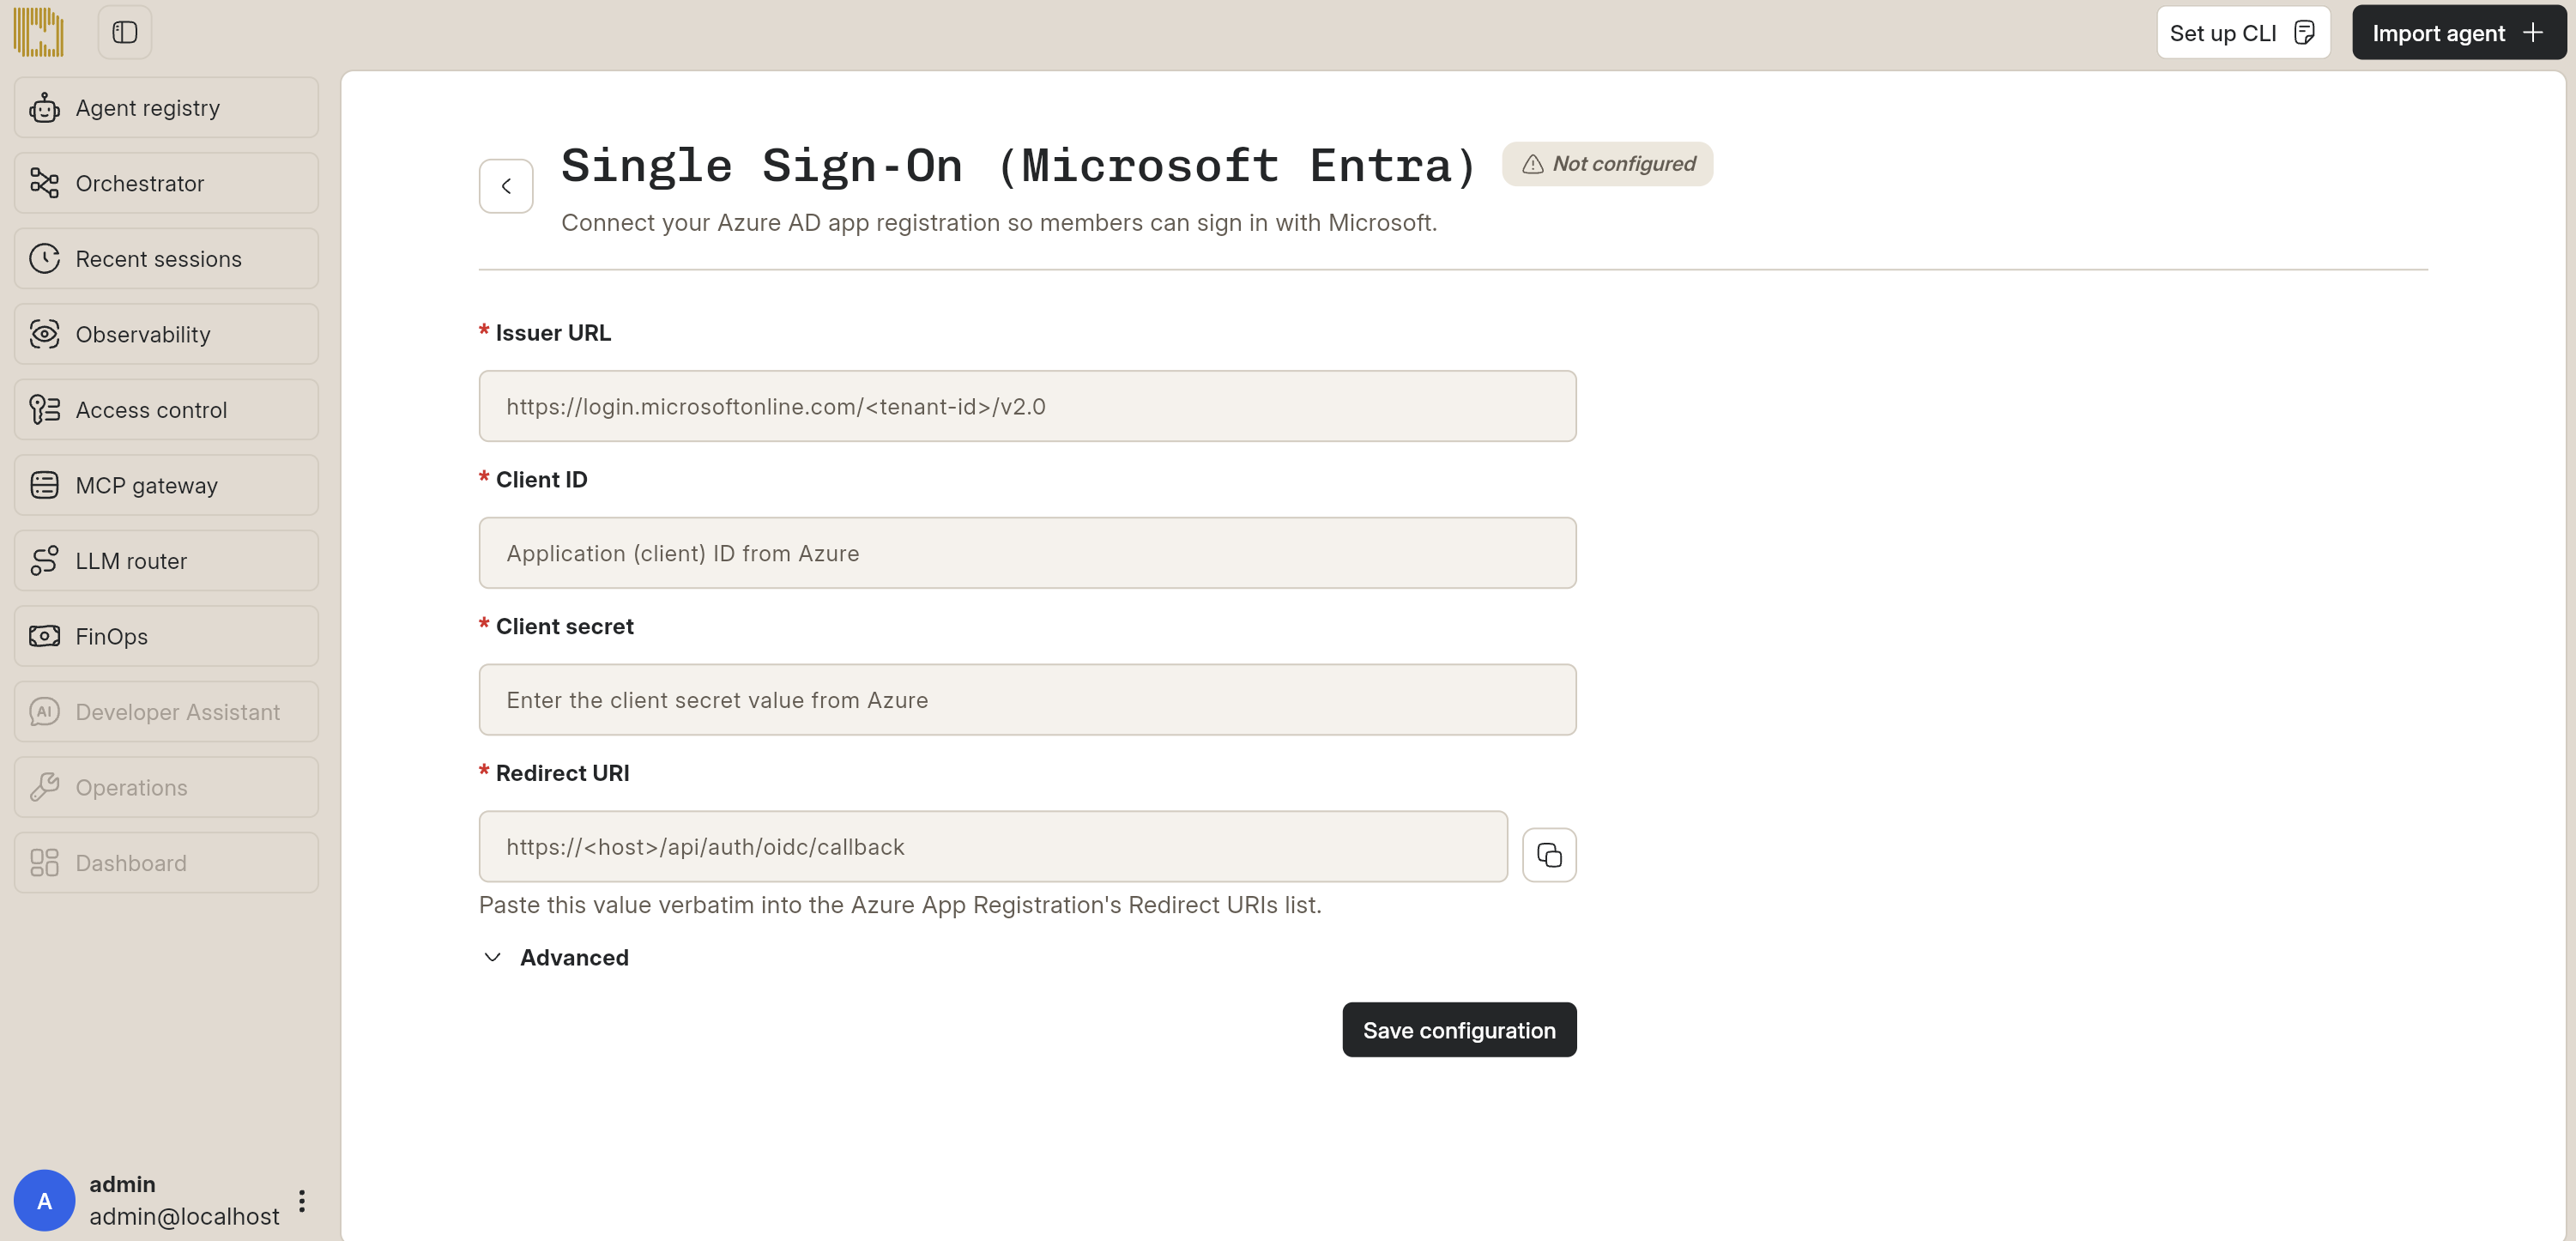 Set up CLI
Import agent
Agent registry
Orchestrator
Recent sessions
Observability
Access control
MCP gateway
LLM router
FinOps
AI
Developer Assistant
Operations
Dashboard
A
admin
admin@localhost
Single Sign-On (Microsoft Entra)
Not configured
Connect your Azure AD app registration so members can sign in with Microsoft.
* Issuer URL
https://login.microsoftonline.com/<tenant-id>/v2.0
* Client ID
Application (client) ID from Azure
* Client secret
Enter the client secret value from Azure
* Redirect URI
https://<host>/api/auth/oidc/callback
Paste this value verbatim into the Azure App Registration's Redirect URIs list.
Advanced
Save configuration